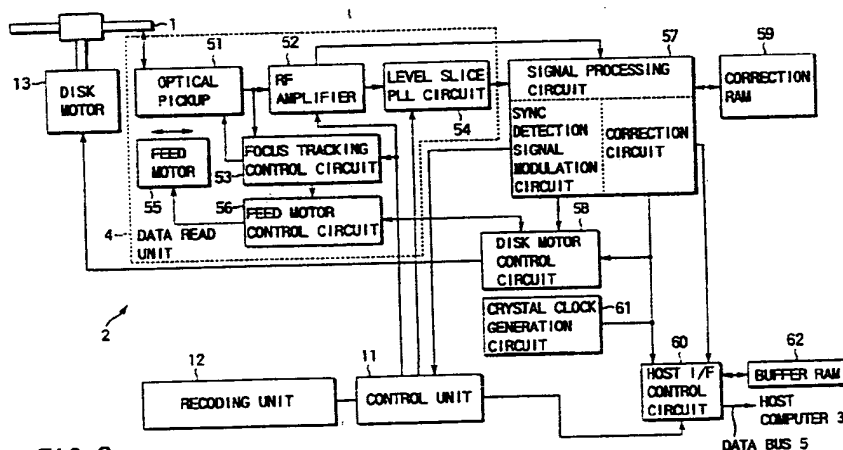 1
51
52
57
59
13
DISK
MOTOR
OPTICAL
PICKUP
RF
AMPLIFIER
LEVEL SLICE
PLL CIRCUIT
54
SIGNAL PROCESSING
CIRCUIT
CORRECTION
RAM
SYNC
DETECTION
SIGNAL
MODULATION
CIRCUIT
CORRECTION
CIRCUIT
FEED
MOTOR
55
FOCUS TRACKING
CONTROL CIRCUIT
53
56
FEED MOTOR
CONTROL CIRCUIT
4
DATA READ
UNIT
58
DISK MOTOR
CONTROL
CIRCUIT
2
CRYSTAL CLOCK
GENERATION
CIRCUIT
61
12
RECODING UNIT
11
CONTROL UNIT
60
HOST I/F
CONTROL
CIRCUIT
62
BUFFER RAM
HOST
COMPUTER 3
DATA BUS 5